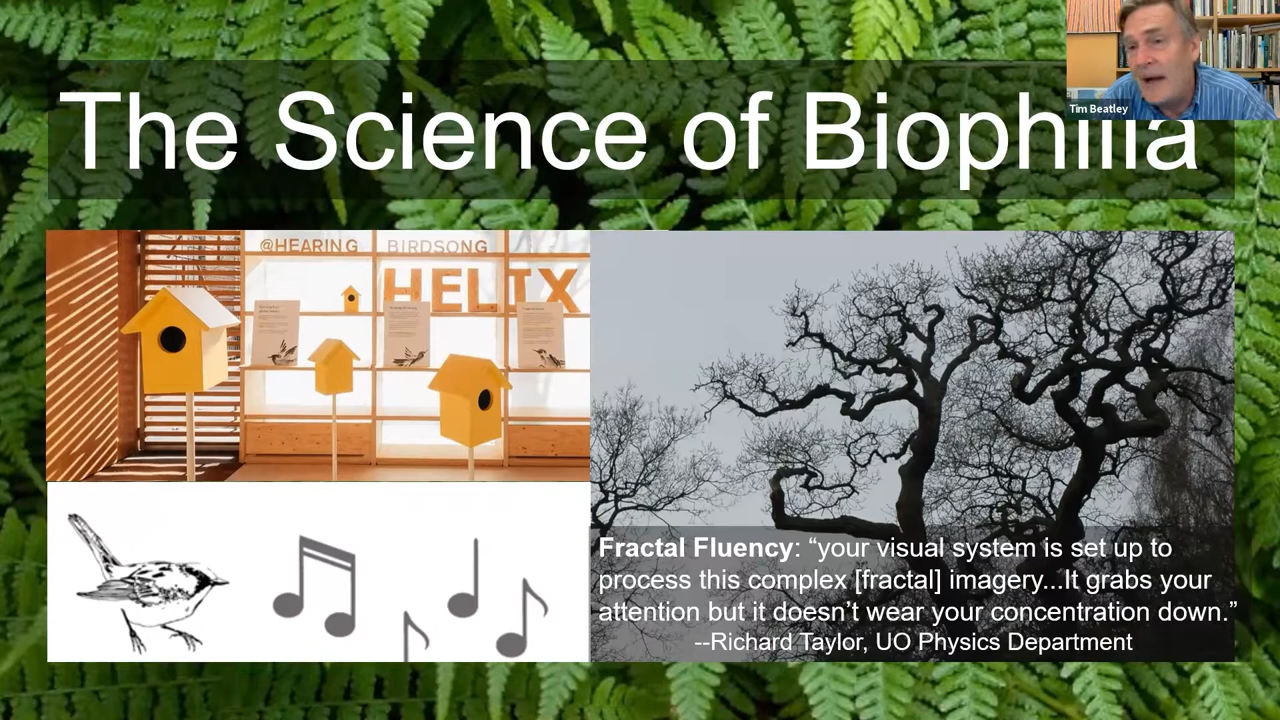 Tim Beatley
The Science of Biophilia
@HEARING BIRDSONG
HELIX
Fractal Fluency: “your visual system is set up to
process this complex [fractal] imagery...It grabs your
attention but it doesn’t wear your concentration down.”
--Richard Taylor, UO Physics Department